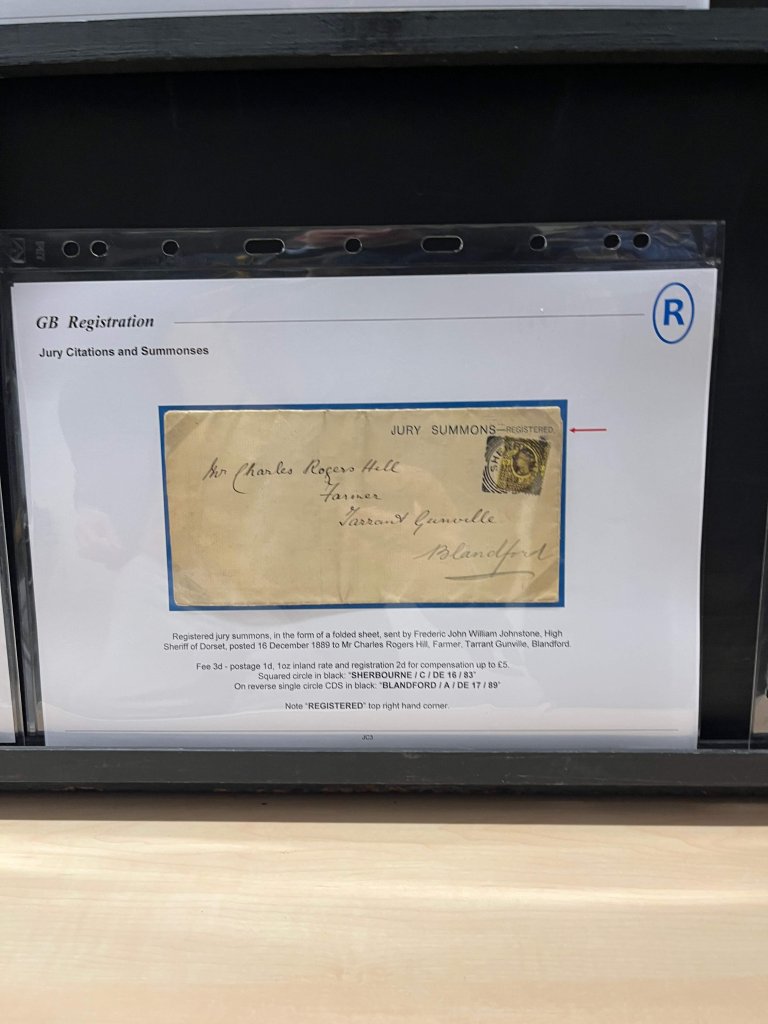 GB Registration
R
Jury Citations and Summonses
JURY SUMMONS—REGISTERED.
Mr Charles Rogers Hill
Farmer
Tarrant Gunville
Blandford
Registered jury summons, in the form of a folded sheet, sent by Frederic John William Johnstone, High
Sheriff of Dorset, posted 16 December 1889 to Mr Charles Rogers Hill, Farmer, Tarrant Gunville, Blandford.
Fee 3d - postage 1d, 1oz inland rate and registration 2d for compensation up to £5.
Squared circle in black: "SHERBOURNE / C / DE 16 / 83"
On reverse single circle CDS in black: "BLANDFORD / A / DE 17 / 89"
Note "REGISTERED" top right hand corner.
JC3